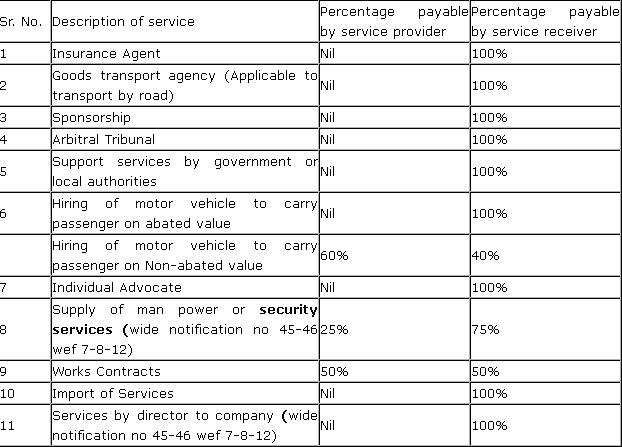 Sr. No. Description of service Percentage payable by service provider Percentage payable by service receiver
1 Insurance Agent Nil 100%
2 Goods transport agency (Applicable to transport by road) Nil 100%
3 Sponsorship Nil 100%
4 Arbitral Tribunal Nil 100%
5 Support services by government or local authorities Nil 100%
6 Hiring of motor vehicle to carry passenger on abated value Nil 100%
Hiring of motor vehicle to carry passenger on Non-abated value 60% 40%
7 Individual Advocate Nil 100%
8 Supply of man power or security services (wide notification no 45-46 wef 7-8-12) 25% 75%
9 Works Contracts 50% 50%
10 Import of Services Nil 100%
11 Services by director to company (wide notification no 45-46 wef 7-8-12) Nil 100%